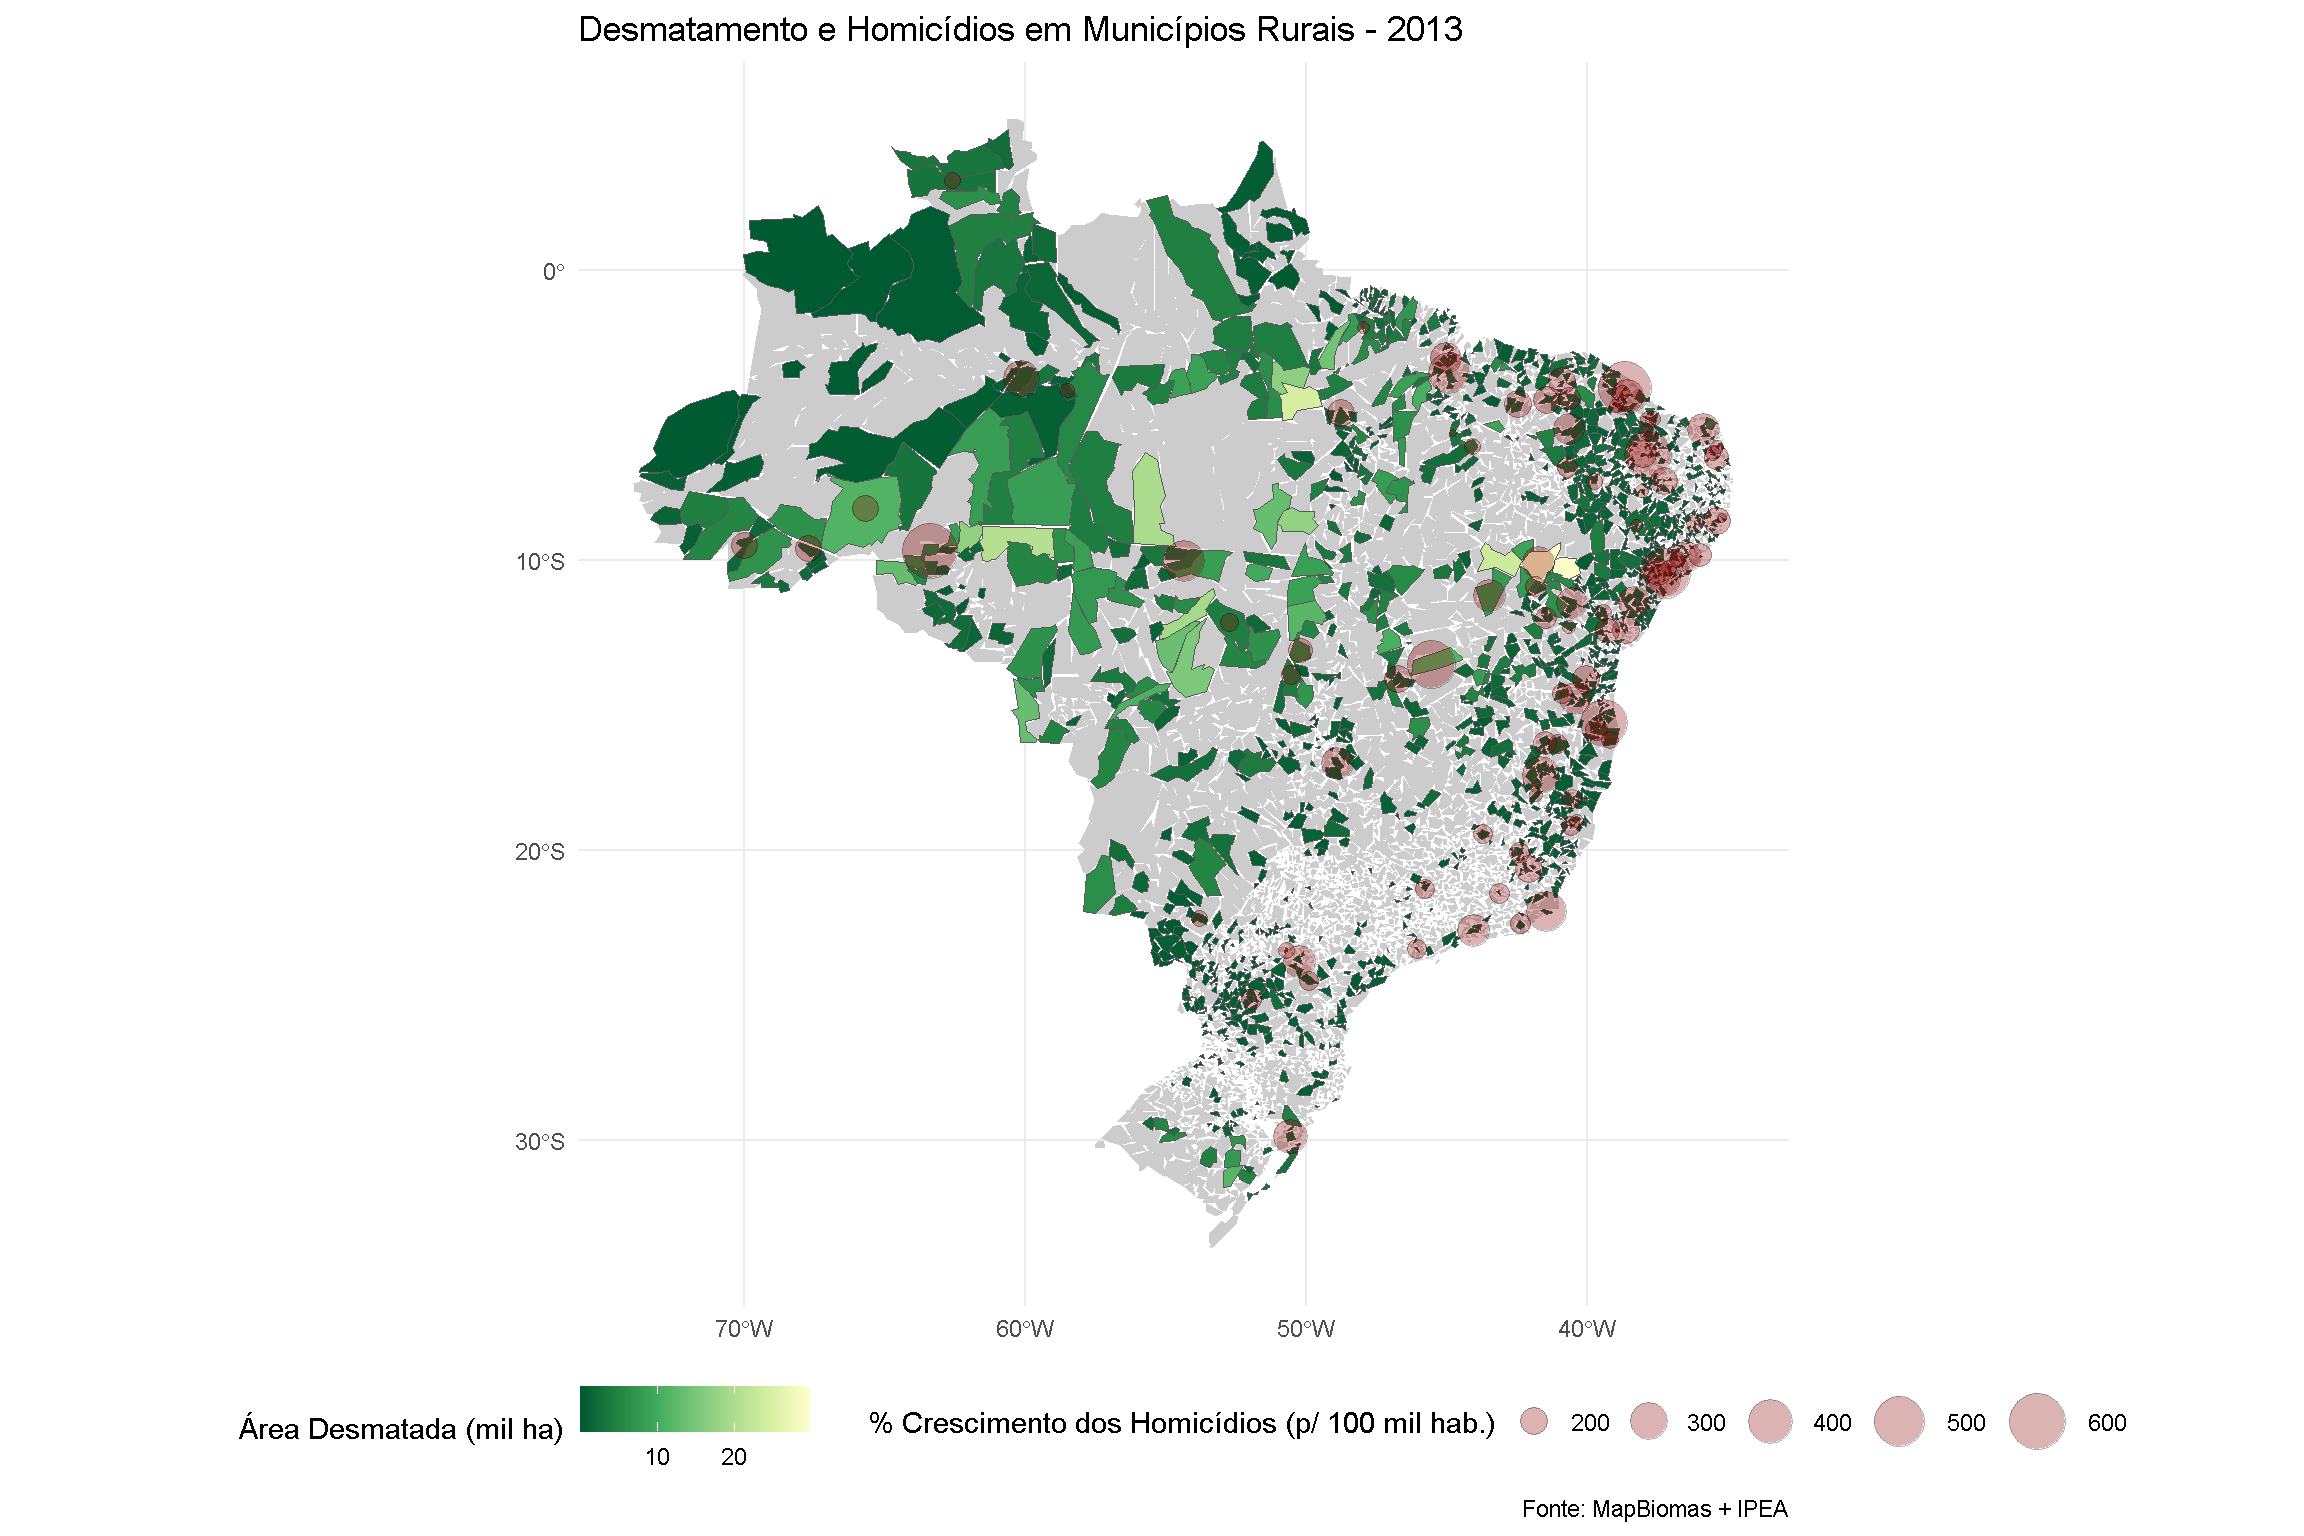 Desmatamento e Homicídios em Municípios Rurais - 2013
0°
10°S
20°S
30°S
70°W 60°W 50°W 40°W
Área Desmatada (mil ha) 10 20
% Crescimento dos Homicídios (p/ 100 mil hab.) 200 300 400 500 600
Fonte: MapBiomas + IPEA